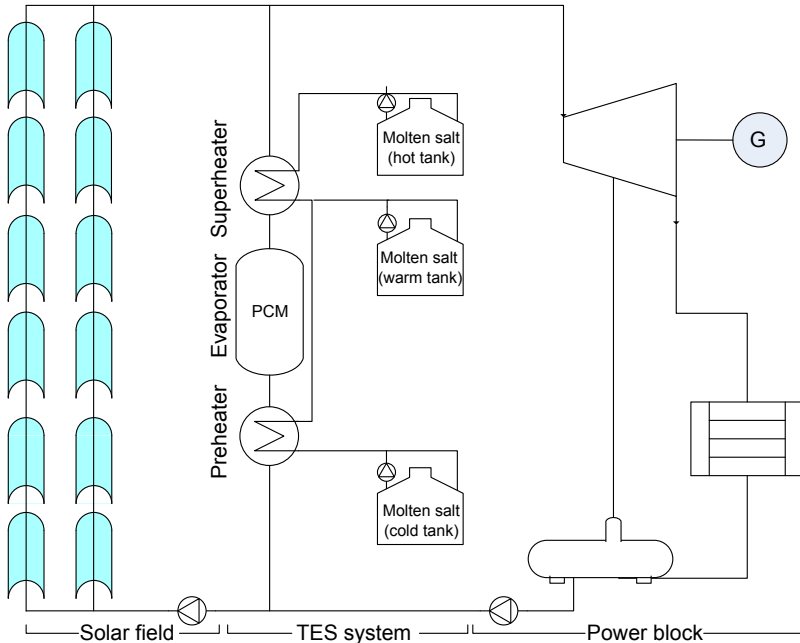 Superheater
Molten salt
(hot tank)
G
Evaporator
PCM
Molten salt
(warm tank)
Preheater
Molten salt
(cold tank)
Solar field
TES system
Power block